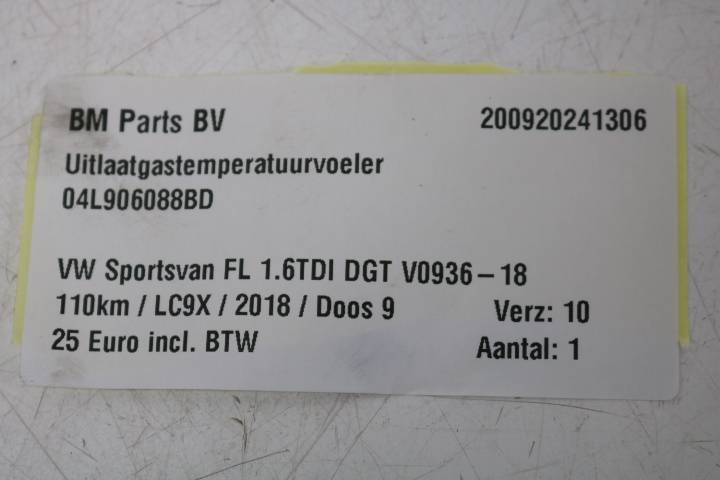 BM Parts BV 200920241306
Uitlaatgastemperatuurvoeler
04L906088BD
VW Sportsvan FL 1.6TDI DGT V0936-18
110km / LC9X / 2018 / Doos 9 Verz: 10
25 Euro incl. BTW Aantal: 1